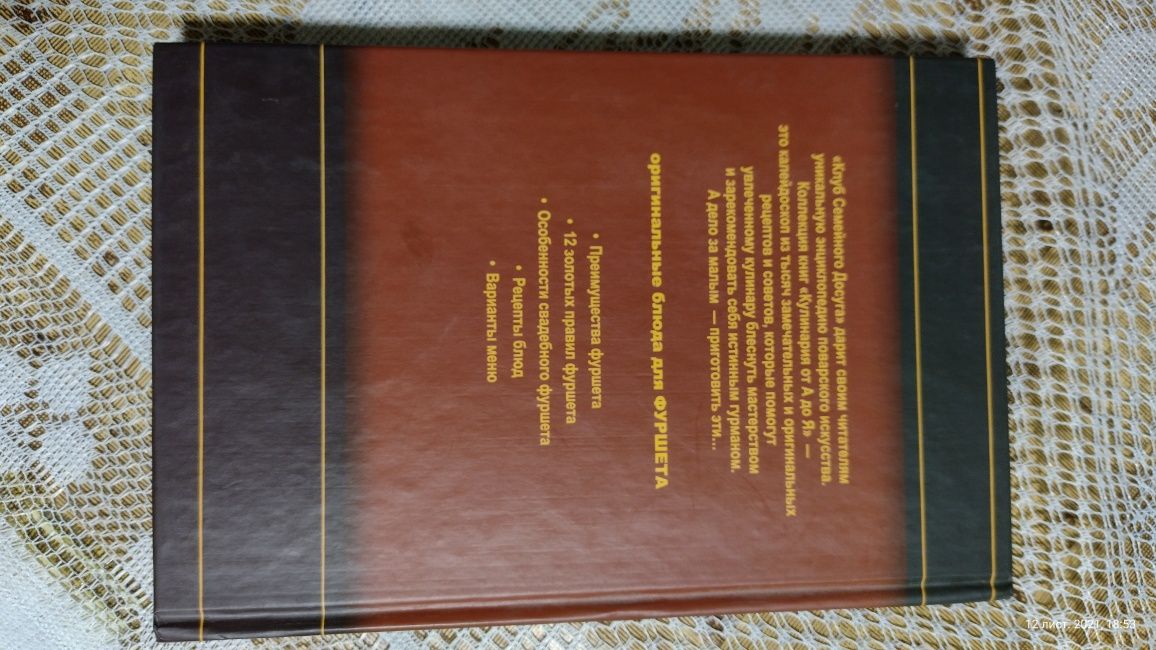 «Клуб Семейного Досуга» дарит своим читателям
уникальную энциклопедию поварского искусства.
Коллекция книг «Кулинария от А до Я» —
это калейдоскоп из тысяч замечательных и оригинальных
рецептов и советов, которые помогут
увлеченному кулинару блеснуть мастерством
и зарекомендовать себя истинным гурманом.
А дело за малым — приготовить эти...
оригинальные блюда для ФУРШЕТА
• Преимущества фуршета
• 12 золотых правил фуршета
• Особенности свадебного фуршета
• Рецепты блюд
• Варианты меню
12 лист. 2021, 18:53